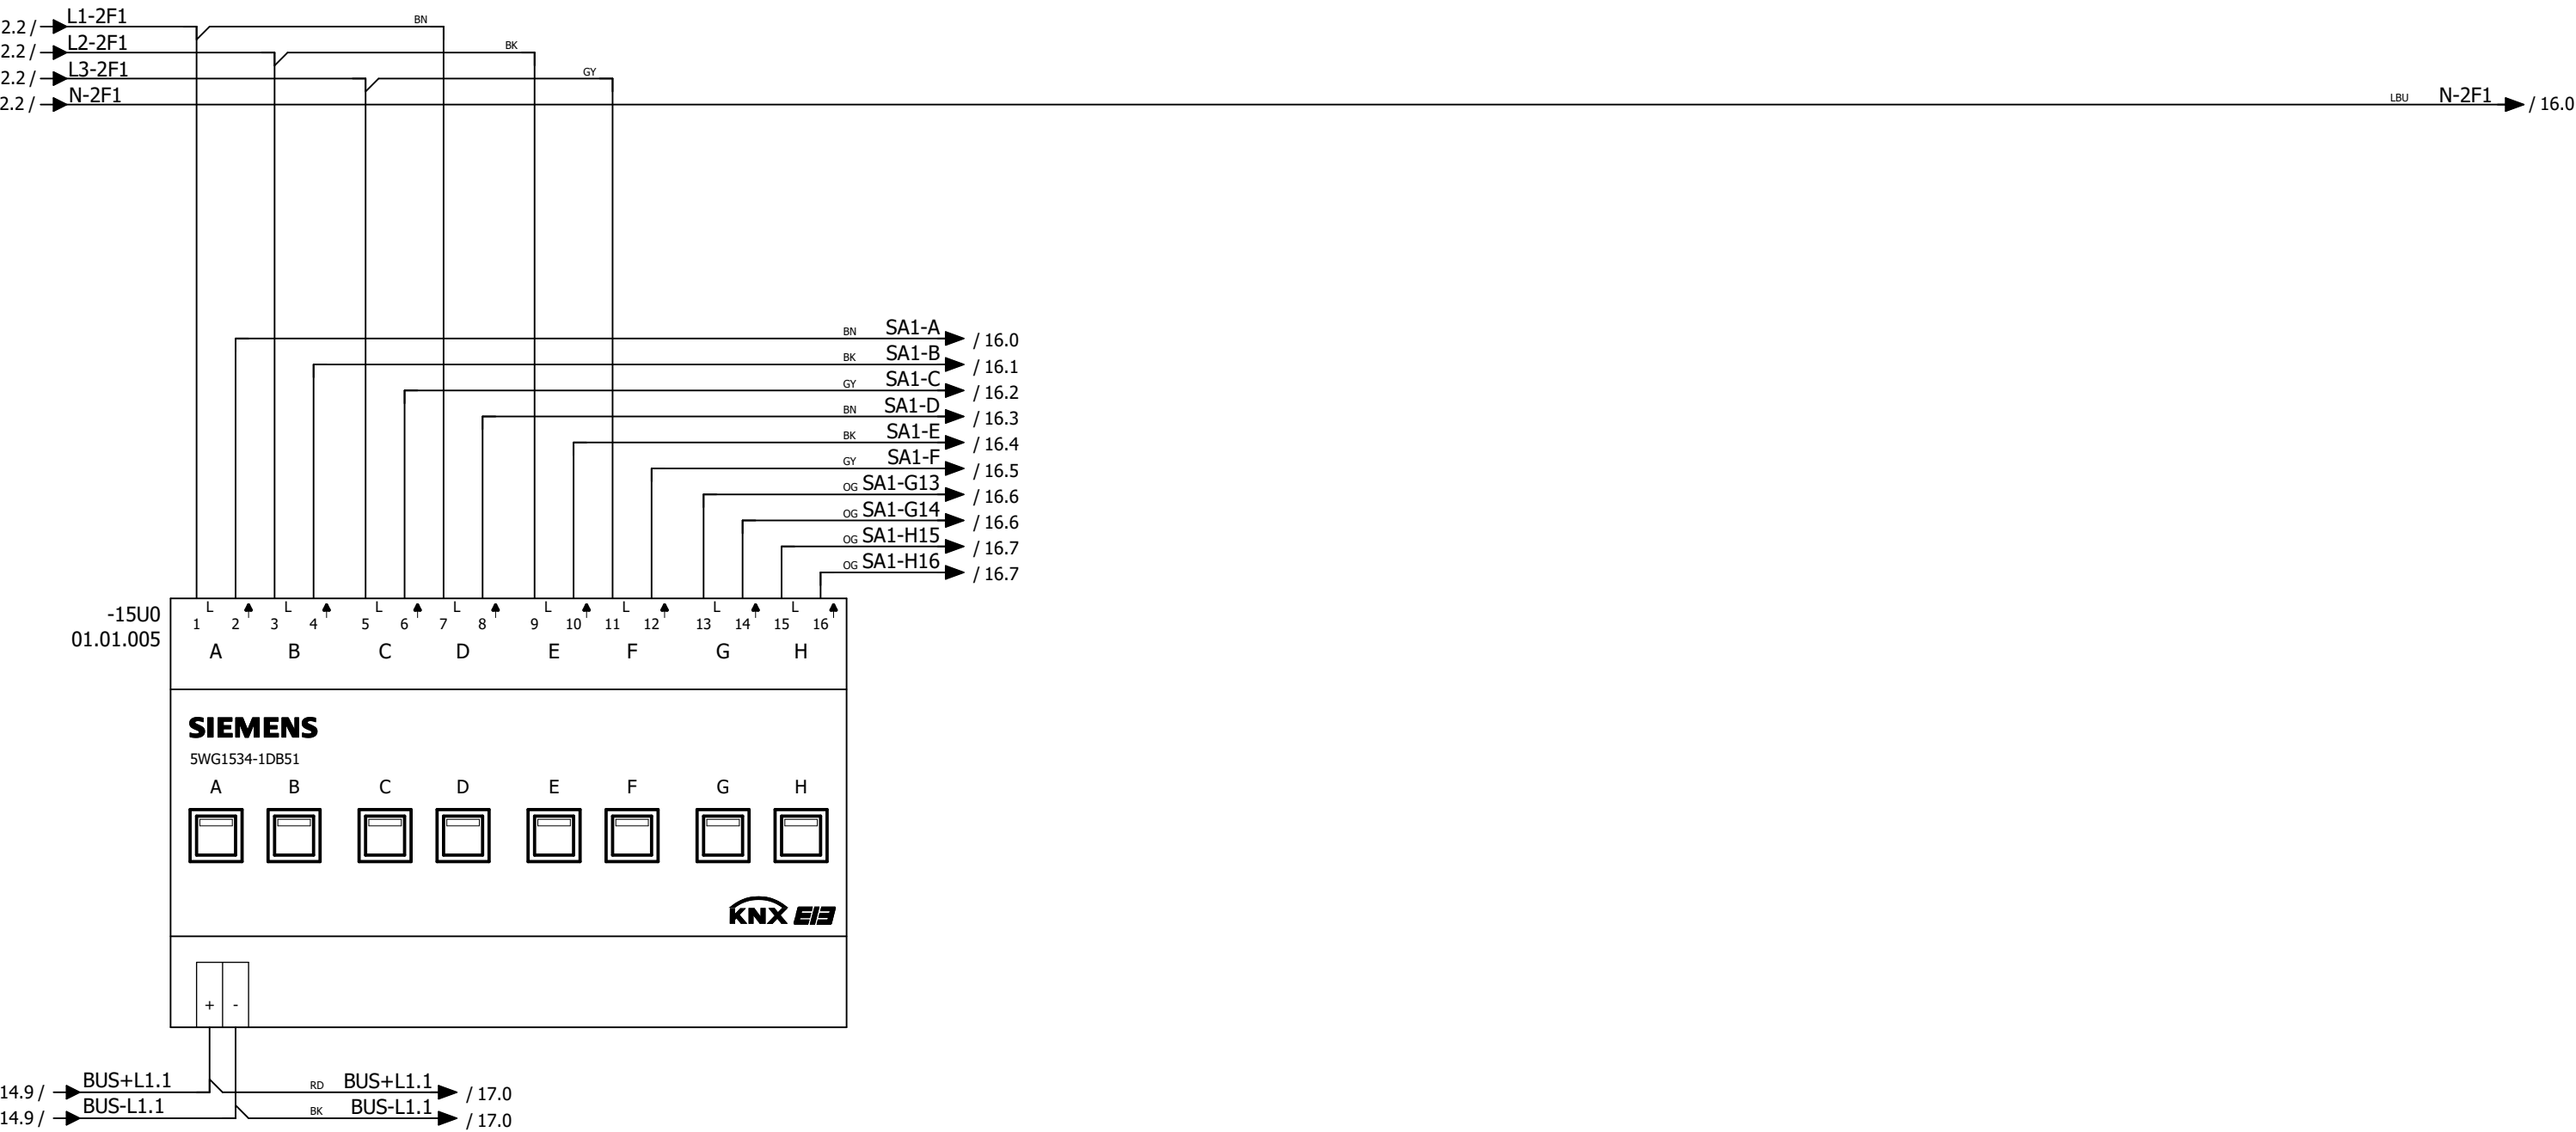 2.2 / L1-2F1 BN
2.2 / L2-2F1 BK
2.2 / L3-2F1 GY
2.2 / N-2F1 LBU N-2F1 / 16.0
BN SA1-A / 16.0
BK SA1-B / 16.1
GY SA1-C / 16.2
BN SA1-D / 16.3
BK SA1-E / 16.4
GY SA1-F / 16.5
OG SA1-G13 / 16.6
OG SA1-G14 / 16.6
OG SA1-H15 / 16.7
OG SA1-H16 / 16.7
-15U0
01.01.005
L L L L L L L L
1 2 3 4 5 6 7 8 9 10 11 12 13 14 15 16
A B C D E F G H
SIEMENS
5WG1534-1DB51
A B C D E F G H
KNX EIB
+ -
14.9 / BUS+L1.1 RD BUS+L1.1 / 17.0
14.9 / BUS-L1.1 BK BUS-L1.1 / 17.0